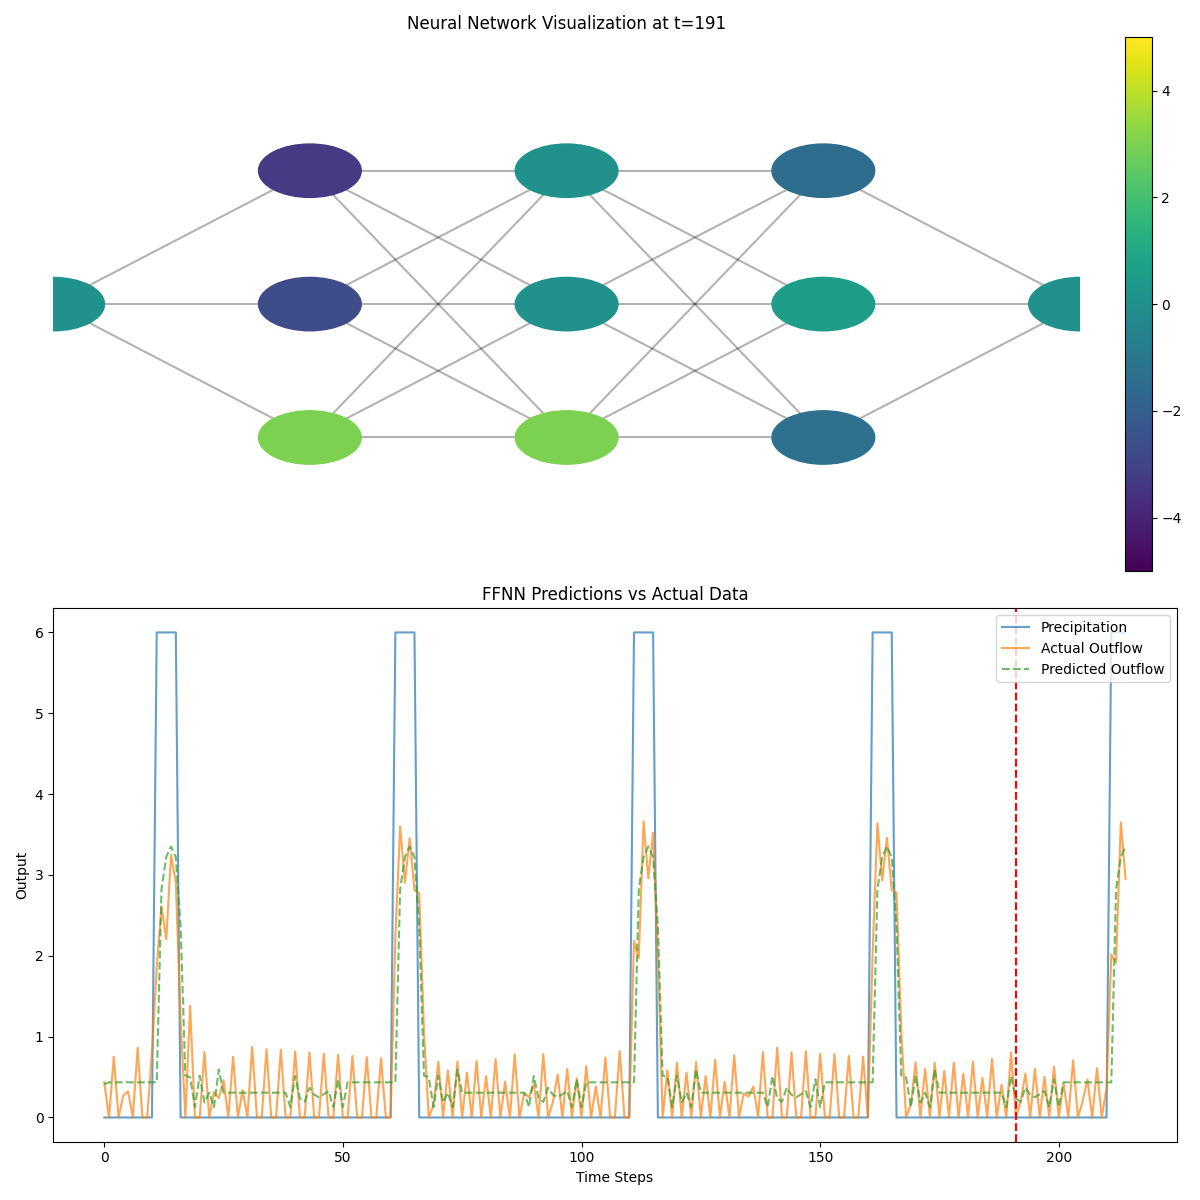 Neural Network Visualization at t=191
4
2
0
−2
−4
FFNN Predictions vs Actual Data
Precipitation
Actual Outflow
Predicted Outflow
6
5
4
3
2
1
0
Output
0
50
100
150
200
Time Steps